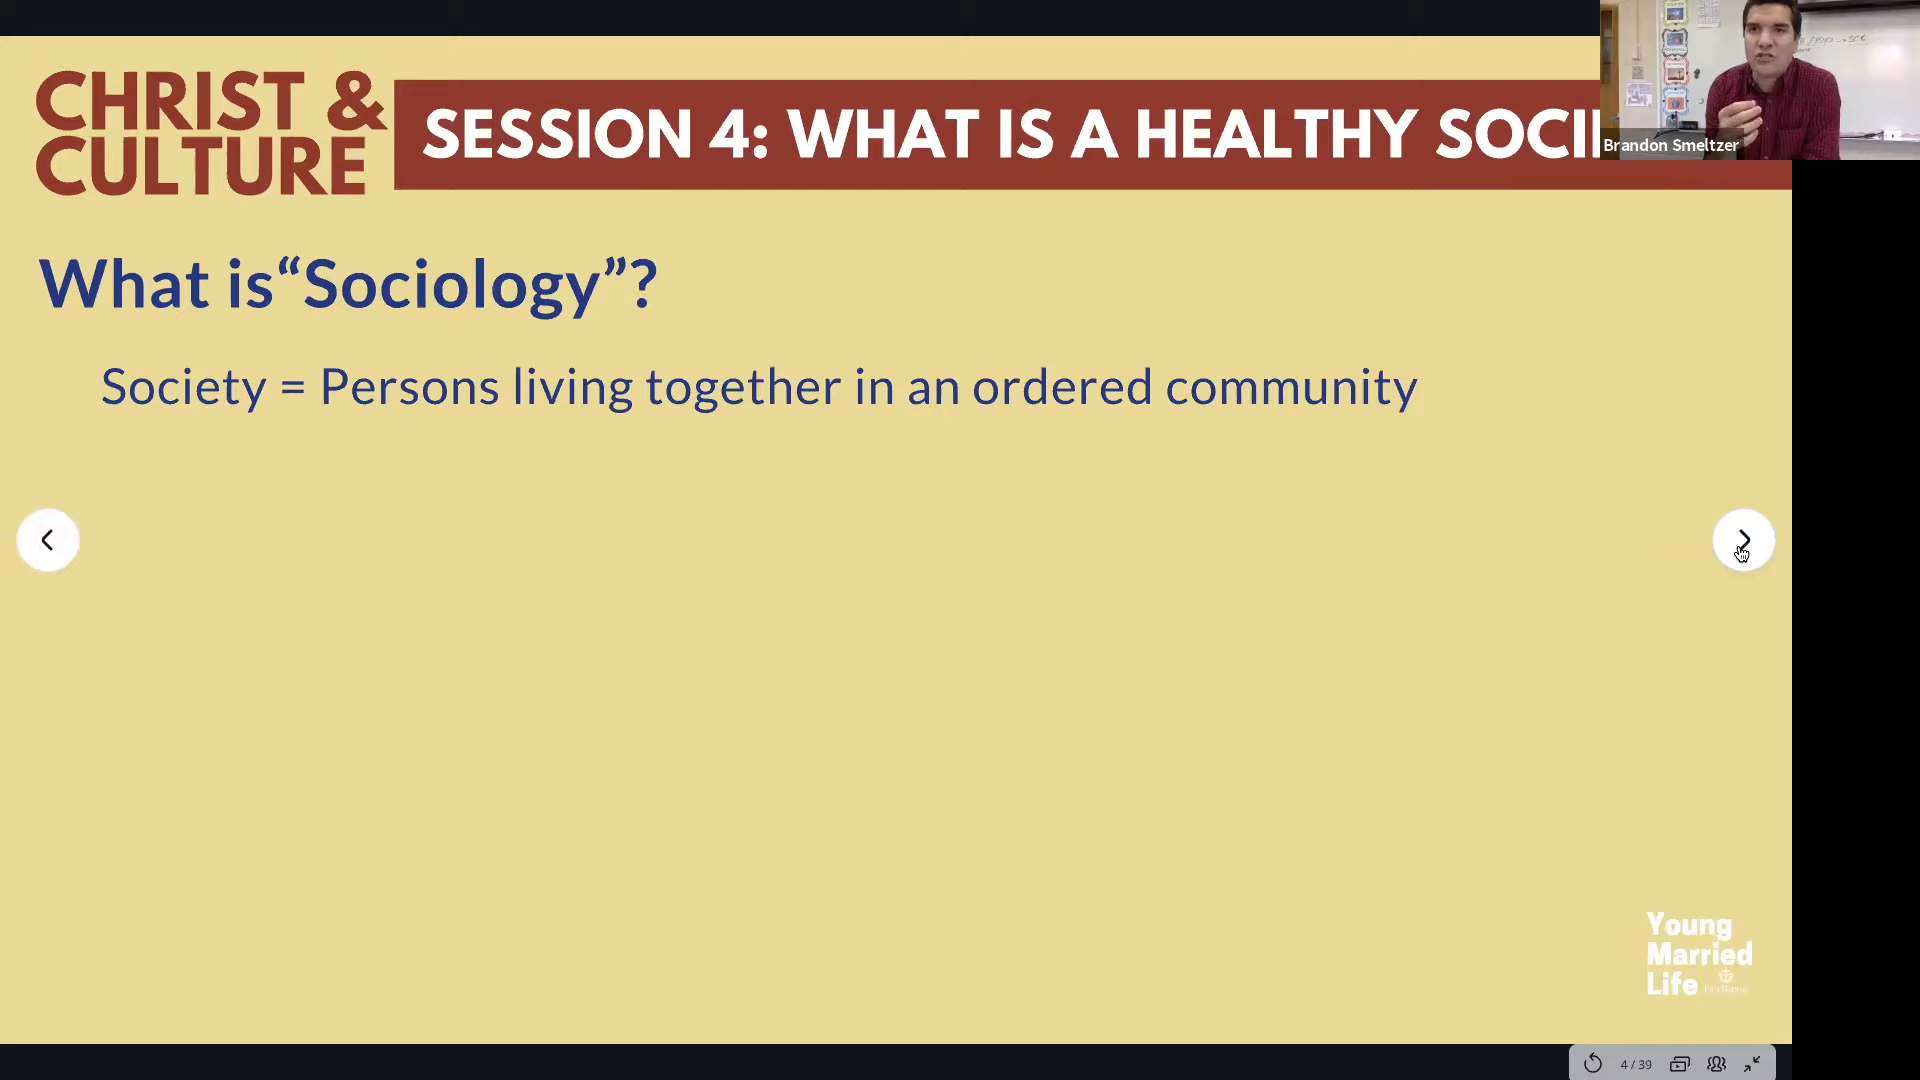 CHRIST &
CULTURE
SESSION 4: WHAT IS A HEALTHY SOCI
Brandon Smeltzer
What is“Sociology”?
Society = Persons living together in an ordered community
Young
Married
Life
4 / 39